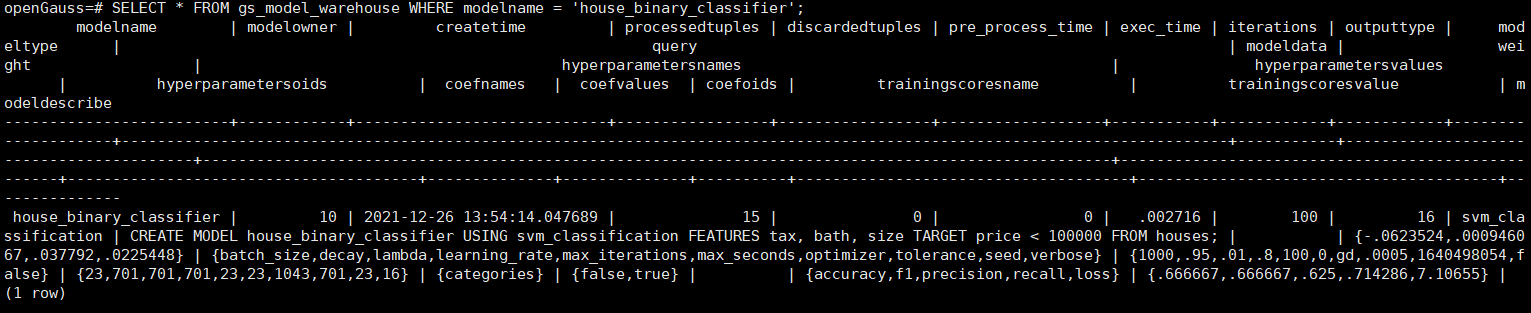 openGauss=# SELECT * FROM gs_model_warehouse WHERE modelname = 'house_binary_classifier';
        modelname        | modelowner |         createtime         | processedtuples | discardedtuples | pre_process_time | exec_time | iterations | outputtype |     mod
eltype      |                                                           query                                                            | modeldata |                 wei
ght                  |                                        hyperparametersnames                                         |               hyperparametersvalues
      |          hyperparametersoids          |  coefnames   |  coefvalues  | coefoids |         trainingscoresname          |          trainingscoresvalue           | m
odeldescribe
-------------------------+------------+----------------------------+-----------------+-----------------+------------------+-----------+------------+------------+--------
------------+----------------------------------------------------------------------------------------------------------------------------+-----------+--------------------
---------------------+-----------------------------------------------------------------------------------------------------+---------------------------------------------
------+---------------------------------------+--------------+--------------+----------+-------------------------------------+----------------------------------------+--
-------------
 house_binary_classifier |         10 | 2021-12-26 13:54:14.047689 |              15 |               0 |                0 |   .002716 |        100 |         16 | svm_cla
ssification | CREATE MODEL house_binary_classifier USING svm_classification FEATURES tax, bath, size TARGET price < 100000 FROM houses; |           | {-.0623524,.0009460
67,.037792,.0225448} | {batch_size,decay,lambda,learning_rate,max_iterations,max_seconds,optimizer,tolerance,seed,verbose} | {1000,.95,.01,.8,100,0,gd,.0005,1640498054,f
alse} | {23,701,701,701,23,23,1043,701,23,16} | {categories} | {false,true} |          | {accuracy,f1,precision,recall,loss} | {.666667,.666667,.625,.714286,7.10655} |
(1 row)